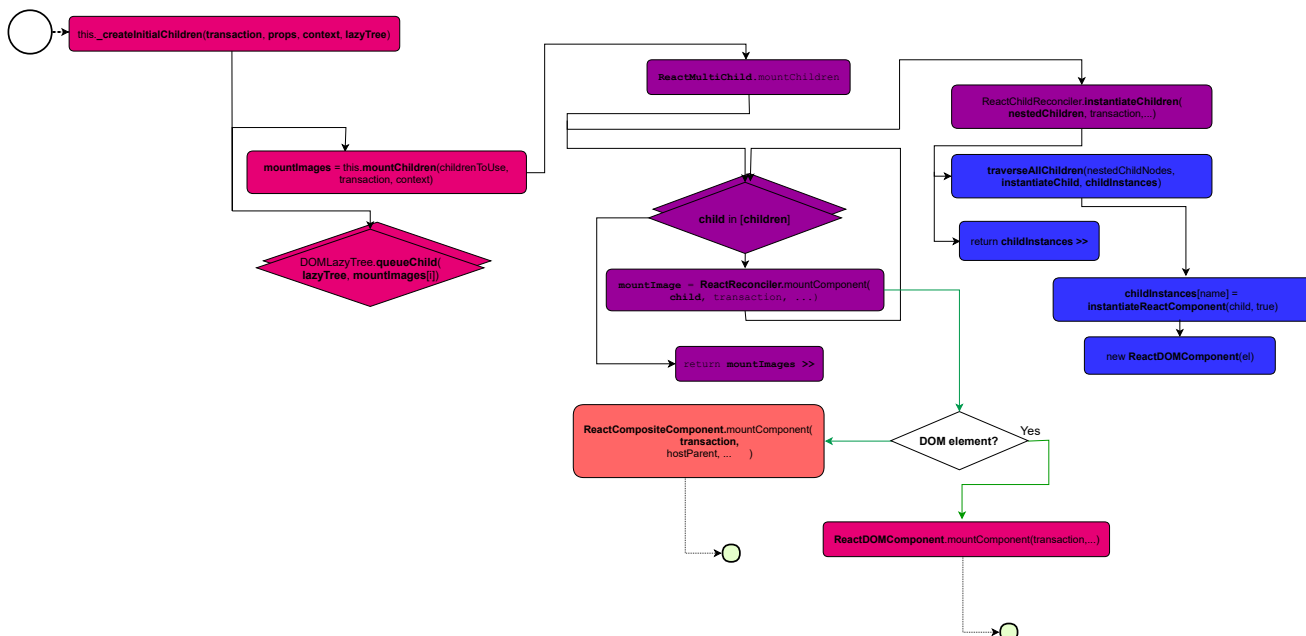 this._createInitialChildren(transaction, props, context, lazyTree)
mountImages = this.mountChildren(childrenToUse,
transaction, context)
DOMLazyTree.queueChild(
lazyTree, mountImages[i])
ReactMultiChild.mountChildren
child in [children]
mountImage = ReactReconciler.mountComponent(
child, transaction, ...)
return mountImages >>
ReactChildReconciler.instantiateChildren(
nestedChildren, transaction,...)
traverseAllChildren(nestedChildNodes,
instantiateChild, childInstances)
return childInstances >>
childInstances[name] =
instantiateReactComponent(child, true)
new ReactDOMComponent(el)
ReactCompositeComponent.mountComponent(
transaction,
hostParent, ... )
DOM element?
Yes
ReactDOMComponent.mountComponent(transaction,...)